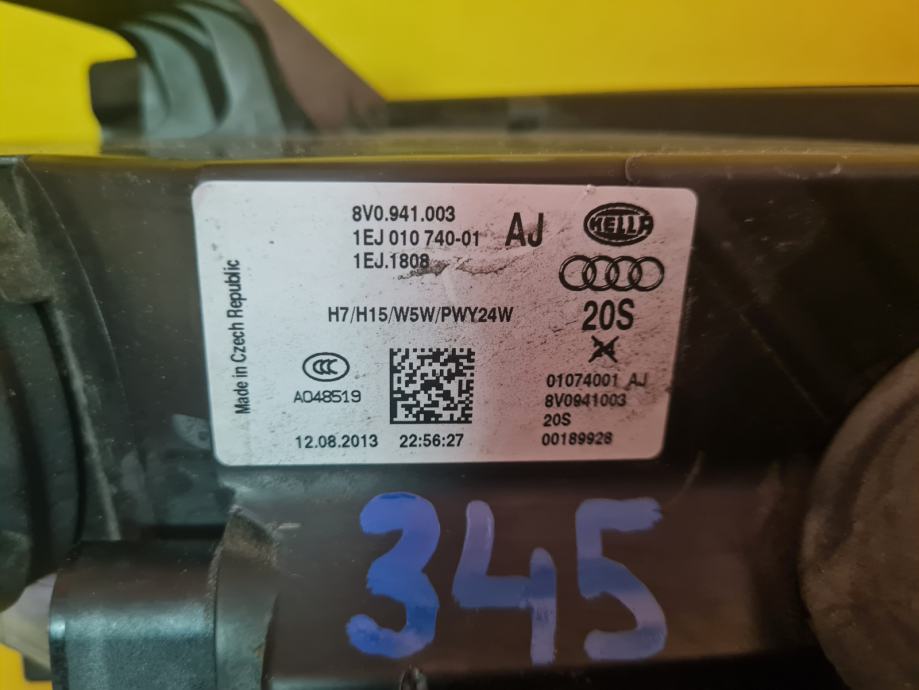 8V0.941.003
1EJ 010 740-01 AJ
1EJ.1808
HELLA
H7/H15/W5W/PWY24W
20S
Made in Czech Republic
CCC
A048519
01074001 AJ
8V0941003
20S
00189928
12.08.2013 22:56:27
345